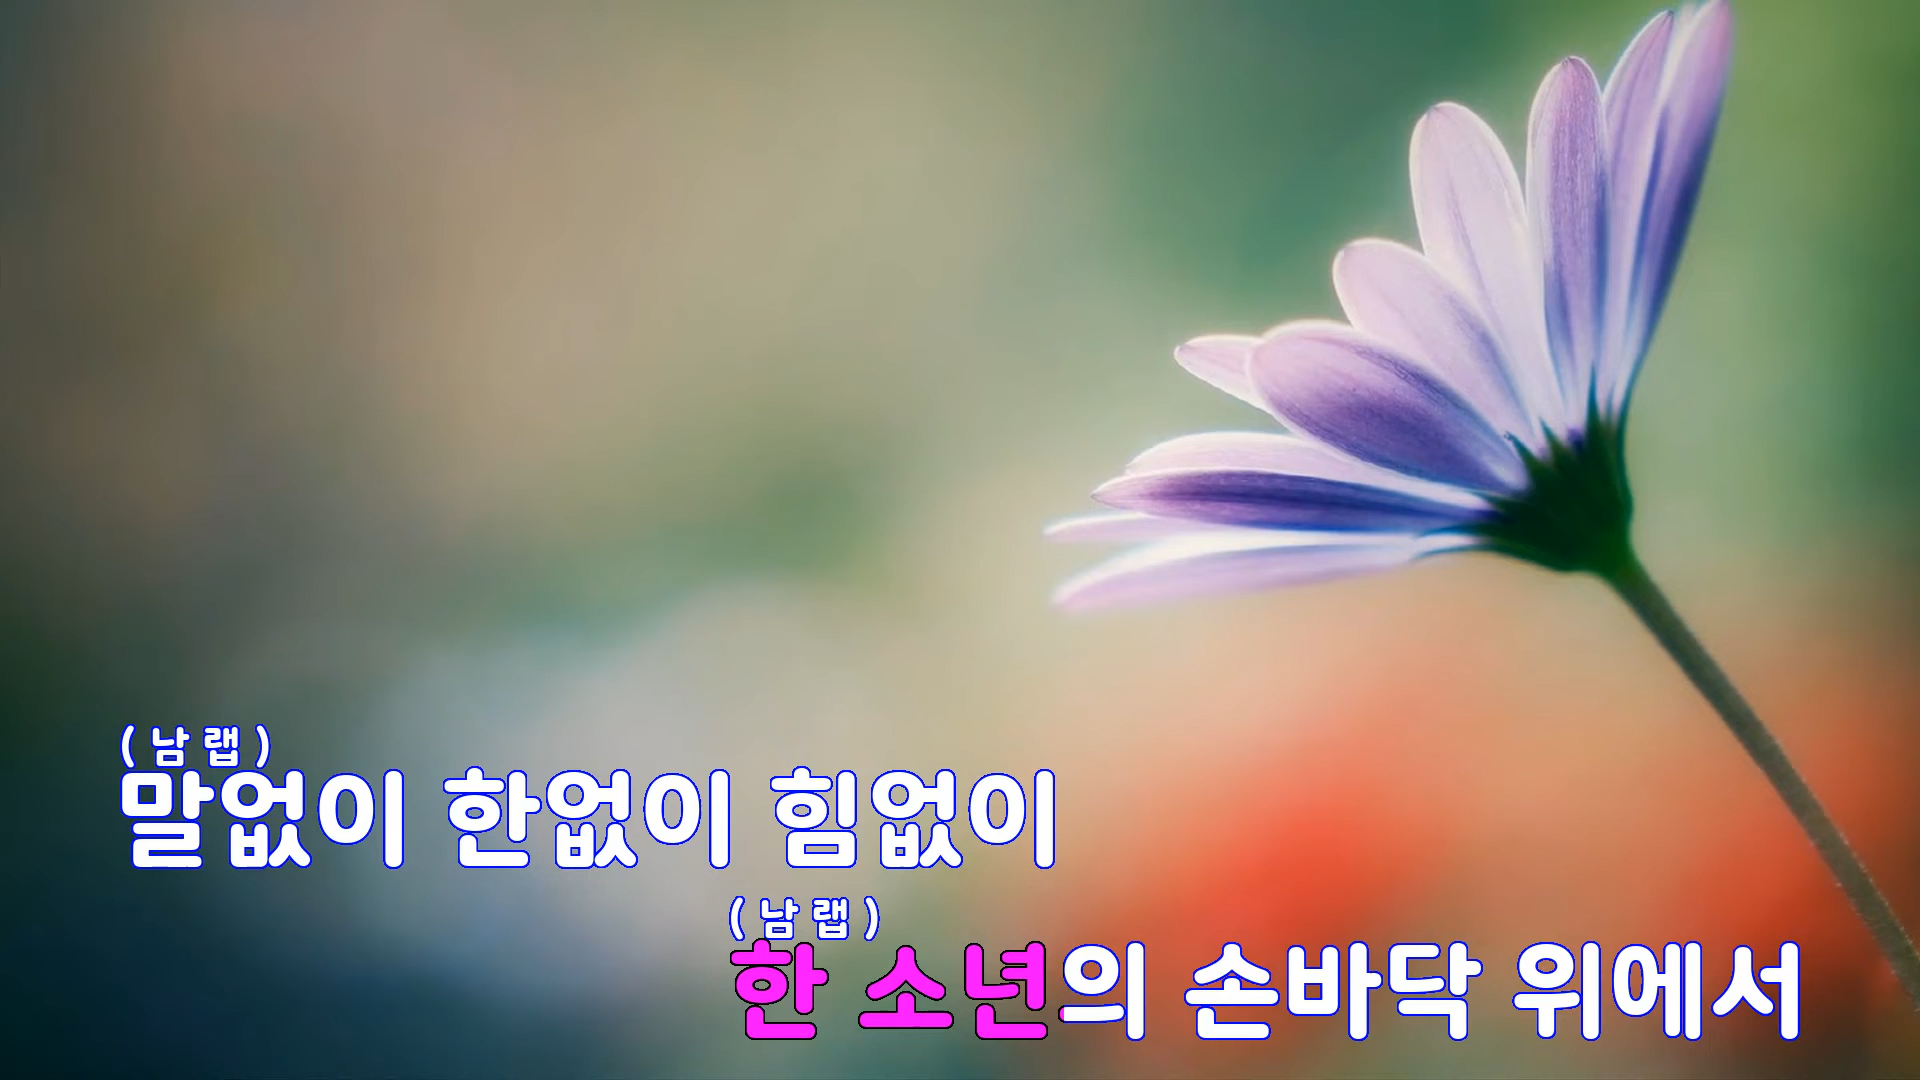 ( 남 랩 )
말없이 한없이 힘없이
( 남 랩 )
한 소년의 손바닥 위에서